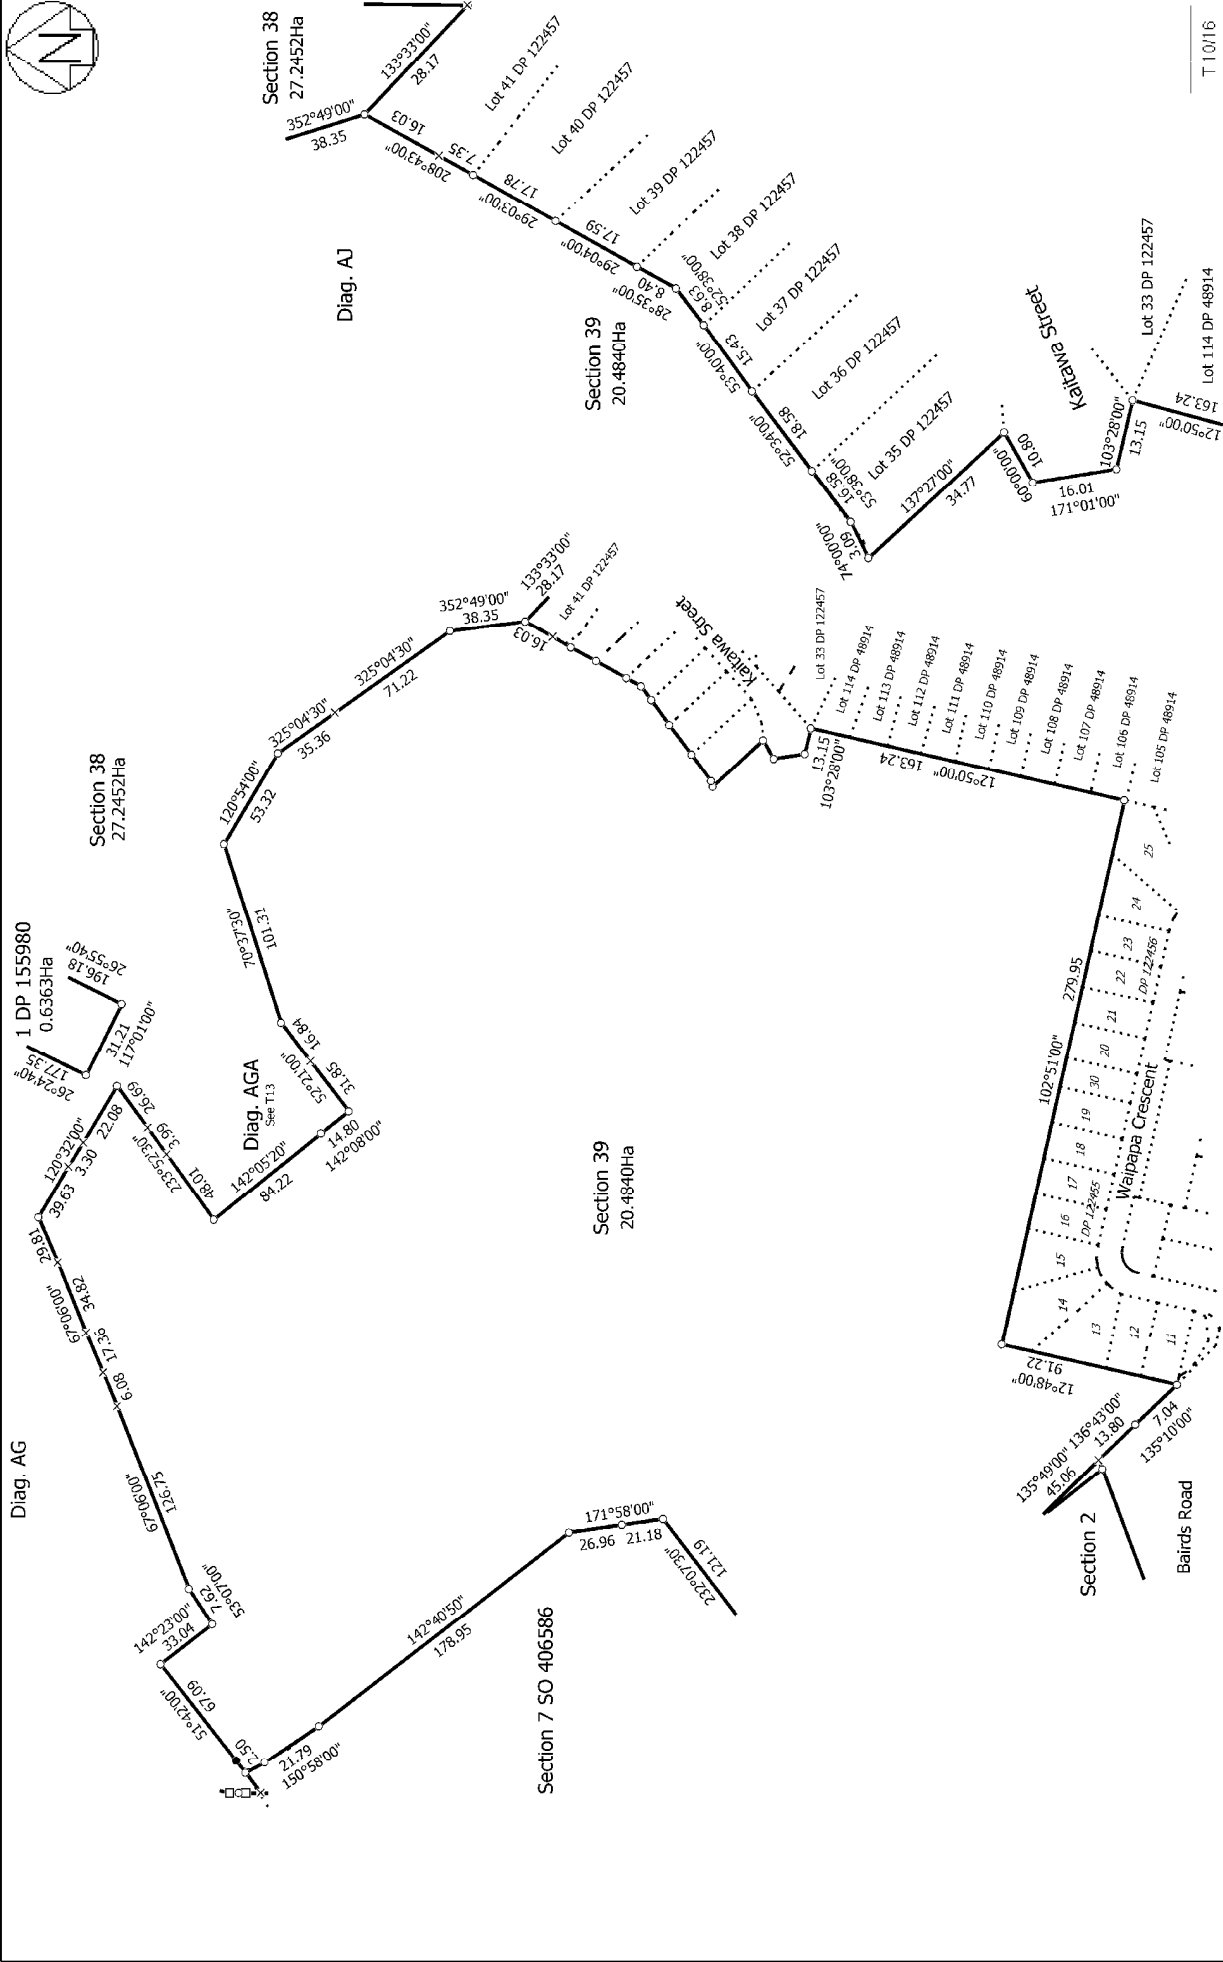 Diag. AG
1 DP 155980
0.6363Ha
26°24'40"
177.35
31.21
117°01'00"
196.18
26°55'40"
Section 38
27.2452Ha
Section 38
27.2452Ha
Diag. AJ
352°49'00"
38.35
133°33'00"
28.17
16.03
208°43'00"
7.35
Lot 41 DP 122457
29°03'00"
17.78
Lot 40 DP 122457
29°04'00"
17.59
Lot 39 DP 122457
28°35'00"
8.40
Lot 38 DP 122457
8.63
52°38'00"
Lot 37 DP 122457
53°40'00"
15.43
Lot 36 DP 122457
52°34'00"
18.58
Lot 35 DP 122457
16.58
53°38'00"
74°00'00"
3.09
137°27'00"
34.77
60°00'00"
10.80
16.01
171°01'00"
103°28'00"
13.15
Kaitawa Street
Lot 33 DP 122457
Lot 114 DP 48914
163.24
12°50'00"
Section 39
20.4840Ha
142°23'00"
33.04
67.09
51°42'00"
2.50
21.79
150°58'00"
7.62
53°07'00"
67°06'00"
126.75
6.08
17.36
67°06'00"
34.82
29.81
39.63
120°32'00"
3.30
22.08
26.69
3.99
233°52'30"
48.01
Diag. AGA
See T13
142°05'20"
84.22
14.80
142°08'00"
31.85
52°21'00"
16.84
70°37'30"
101.31
120°54'00"
53.32
325°04'30"
35.36
325°04'30"
71.22
352°49'00"
38.35
133°33'00"
28.17
16.03
Lot 41 DP 122457
Kaitawa Street
Lot 33 DP 122457
13.15
103°28'00"
163.24
12°50'00"
Lot 114 DP 48914
Lot 113 DP 48914
Lot 112 DP 48914
Lot 111 DP 48914
Lot 110 DP 48914
Lot 109 DP 48914
Lot 108 DP 48914
Lot 107 DP 48914
Lot 106 DP 48914
Lot 105 DP 48914
142°40'50"
178.95
171°58'00"
26.96
21.18
121.19
232°07'30"
Section 7 SO 406586
Section 39
20.4840Ha
102°51'00"
279.95
91.22
12°48'00"
135°49'00"
45.06
136°43'00"
13.80
7.04
135°10'00"
Section 2
Bairds Road
11
12
13
14
15
16
17
18
19
30
20
21
22
23
24
25
DP 122455
DP 122456
Waipapa Crescent
T 10/16